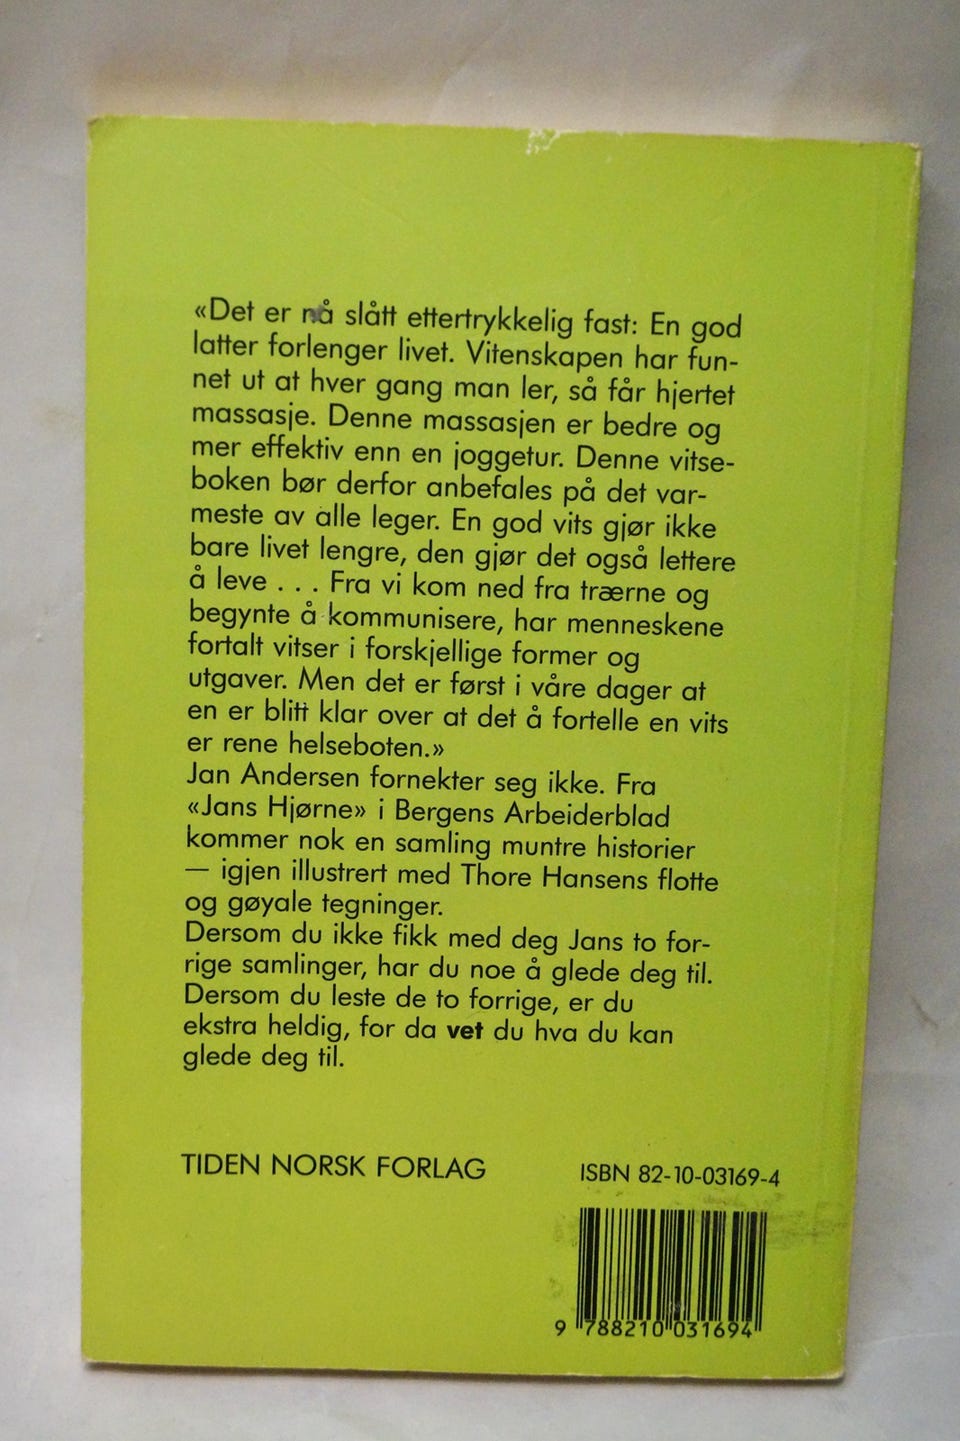 «Det er nå slått ettertrykkelig fast: En god
latter forlenger livet. Vitenskapen har fun-
net ut at hver gang man ler, så får hjertet
massasje. Denne massasjen er bedre og
mer effektiv enn en joggetur. Denne vitse-
boken bør derfor anbefales på det var-
meste av alle leger. En god vits gjør ikke
bare livet lengre, den gjør det også lettere
å leve . . . Fra vi kom ned fra trærne og
begynte å kommunisere, har menneskene
fortalt vitser i forskjellige former og
utgaver. Men det er først i våre dager at
en er blitt klar over at det å fortelle en vits
er rene helseboten.»
Jan Andersen fornekter seg ikke. Fra
«Jans Hjørne» i Bergens Arbeiderblad
kommer nok en samling muntre historier
— igjen illustrert med Thore Hansens flotte
og gøyale tegninger.
Dersom du ikke fikk med deg Jans to for-
rige samlinger, har du noe å glede deg til.
Dersom du leste de to forrige, er du
ekstra heldig, for da vet du hva du kan
glede deg til.
TIDEN NORSK FORLAG
ISBN 82-10-03169-4
9 788210 031694